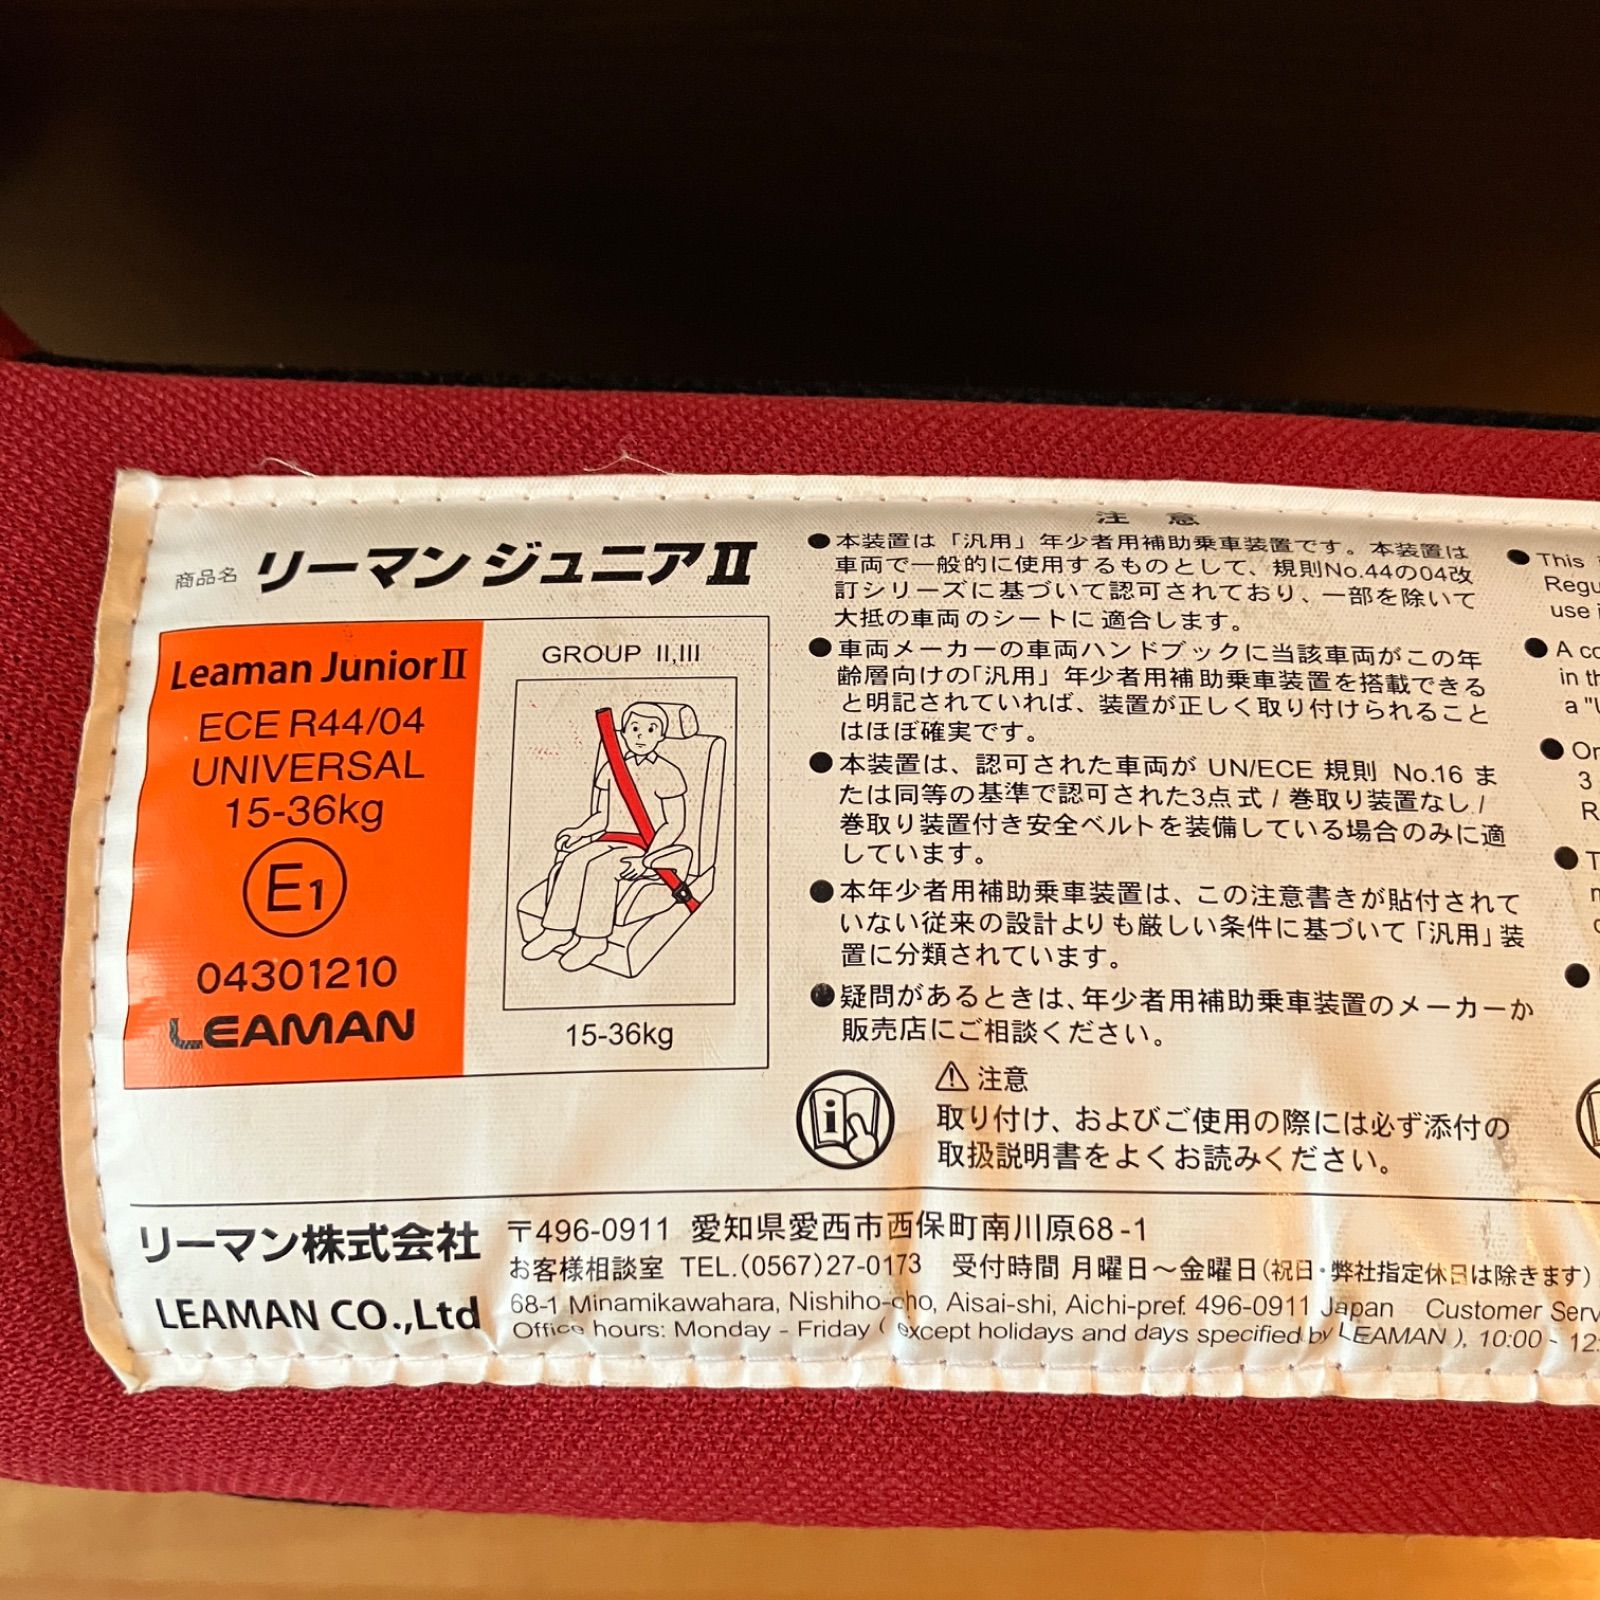 商品名 リーマン ジュニアII
Leaman JuniorII
ECE R44/04
UNIVERSAL
15-36kg
E1
04301210
LEAMAN
GROUP II,III
15-36kg
注 意
●本装置は「汎用」年少者用補助乗車装置です。本装置は
車両で一般的に使用するものとして、規則No.44の04改
訂シリーズに基づいて認可されており、一部を除いて
大抵の車両のシートに適合します。
●車両メーカーの車両ハンドブックに当該車両がこの年
齢層向けの「汎用」年少者用補助乗車装置を搭載できる
と明記されていれば、装置が正しく取り付けられること
はほぼ確実です。
●本装置は、認可された車両が UN/ECE 規則 No.16 ま
たは同等の基準で認可された3点式 / 巻取り装置なし /
巻取り装置付き安全ベルトを装備している場合のみに適
しています。
●本年少者用補助乗車装置は、この注意書きが貼付されて
いない従来の設計よりも厳しい条件に基づいて「汎用」装
置に分類されています。
●疑問があるときは、年少者用補助乗車装置のメーカーか
販売店にご相談ください。
⚠ 注意
取り付け、およびご使用の際には必ず添付の
取扱説明書をよくお読みください。
● This
use
● A
in
a
3
リーマン株式会社
LEAMAN CO.,Ltd
〒496-0911 愛知県愛西市西保町南川原68-1
お客様相談室 TEL.(0567)27-0173 受付時間 月曜日～金曜日(祝日・弊社指定休日は除きます)
68-1 Minamikawahara, Nishiho-cho, Aisai-shi, Aichi-pref. 496-0911 Japan Customer
Office hours: Monday - Friday ( except holidays and days specified by LEAMAN ), 10:00 -